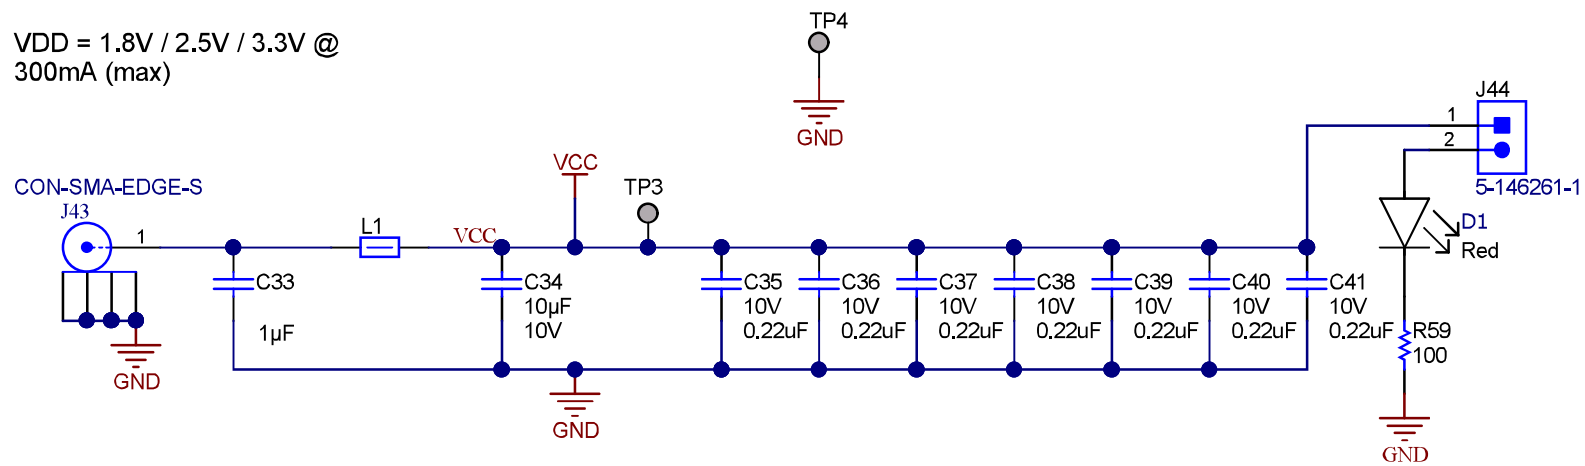 VDD = 1.8V / 2.5V / 3.3V @
300mA (max)
TP4
GND
J44
1
2
5-146261-1
CON-SMA-EDGE-S
J43
1
GND
L1
VCC
VCC
TP3
D1
Red
C33
1µF
C34
10µF
10V
C35
10V
0.22uF
C36
10V
0.22uF
C37
10V
0.22uF
C38
10V
0.22uF
C39
10V
0.22uF
C40
10V
0.22uF
C41
10V
0.22uF
R59
100
GND
GND